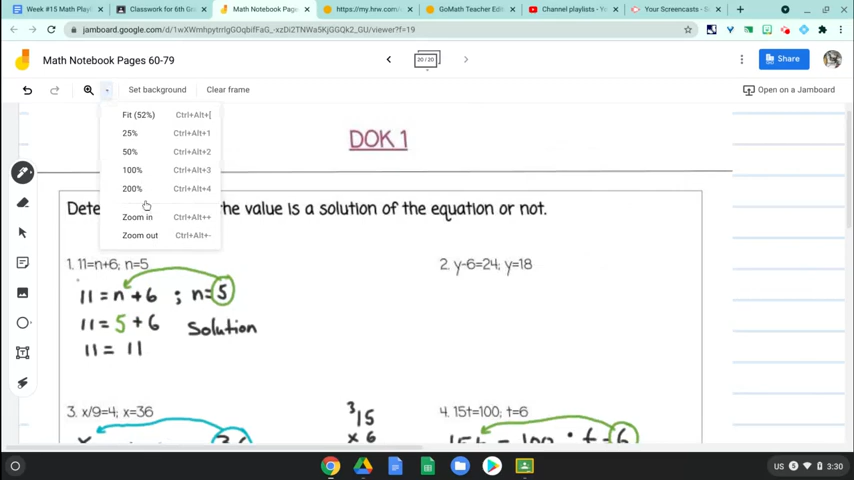 Week #15 Math Playl
Classwork for 6th Gra
Math Notebook Pages
https://my.hrw.com/
GoMath Teacher Edi
Channel playlists - Y
Your Screencasts - S
jamboard.google.com/d/1wXWmhpytrrlgGOqbifFaG_-xzDi2TNWa5KjGGQk2_GU/viewer?f=19
Math Notebook Pages 60-79
20/20
Share
Set background
Clear frame
Open on a Jamboard
Fit (52%) Ctrl+Alt+[
25% Ctrl+Alt+1
50% Ctrl+Alt+2
100% Ctrl+Alt+3
200% Ctrl+Alt+4
Zoom in Ctrl+Alt++
Zoom out Ctrl+Alt+-
DOK 1
Dete the value is a solution of the equation or not.
1. 11=n+6; n=5
11 = n + 6 ; n=5
11 = 5 + 6 Solution
11 = 11
2. y-6=24; y=18
3. x/9=4; x=36
3
15
x 6
4. 15t=100; t=6
US
3:30